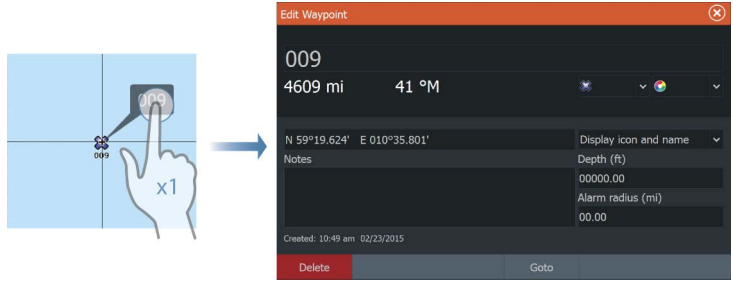 009
009
x1
Edit Waypoint
009
4609 mi 41 °M
N 59°19.624' E 010°35.801' Display icon and name
Notes Depth (ft)
00000.00
Alarm radius (mi)
00.00
Created: 10:49 am 02/23/2015
Delete Goto